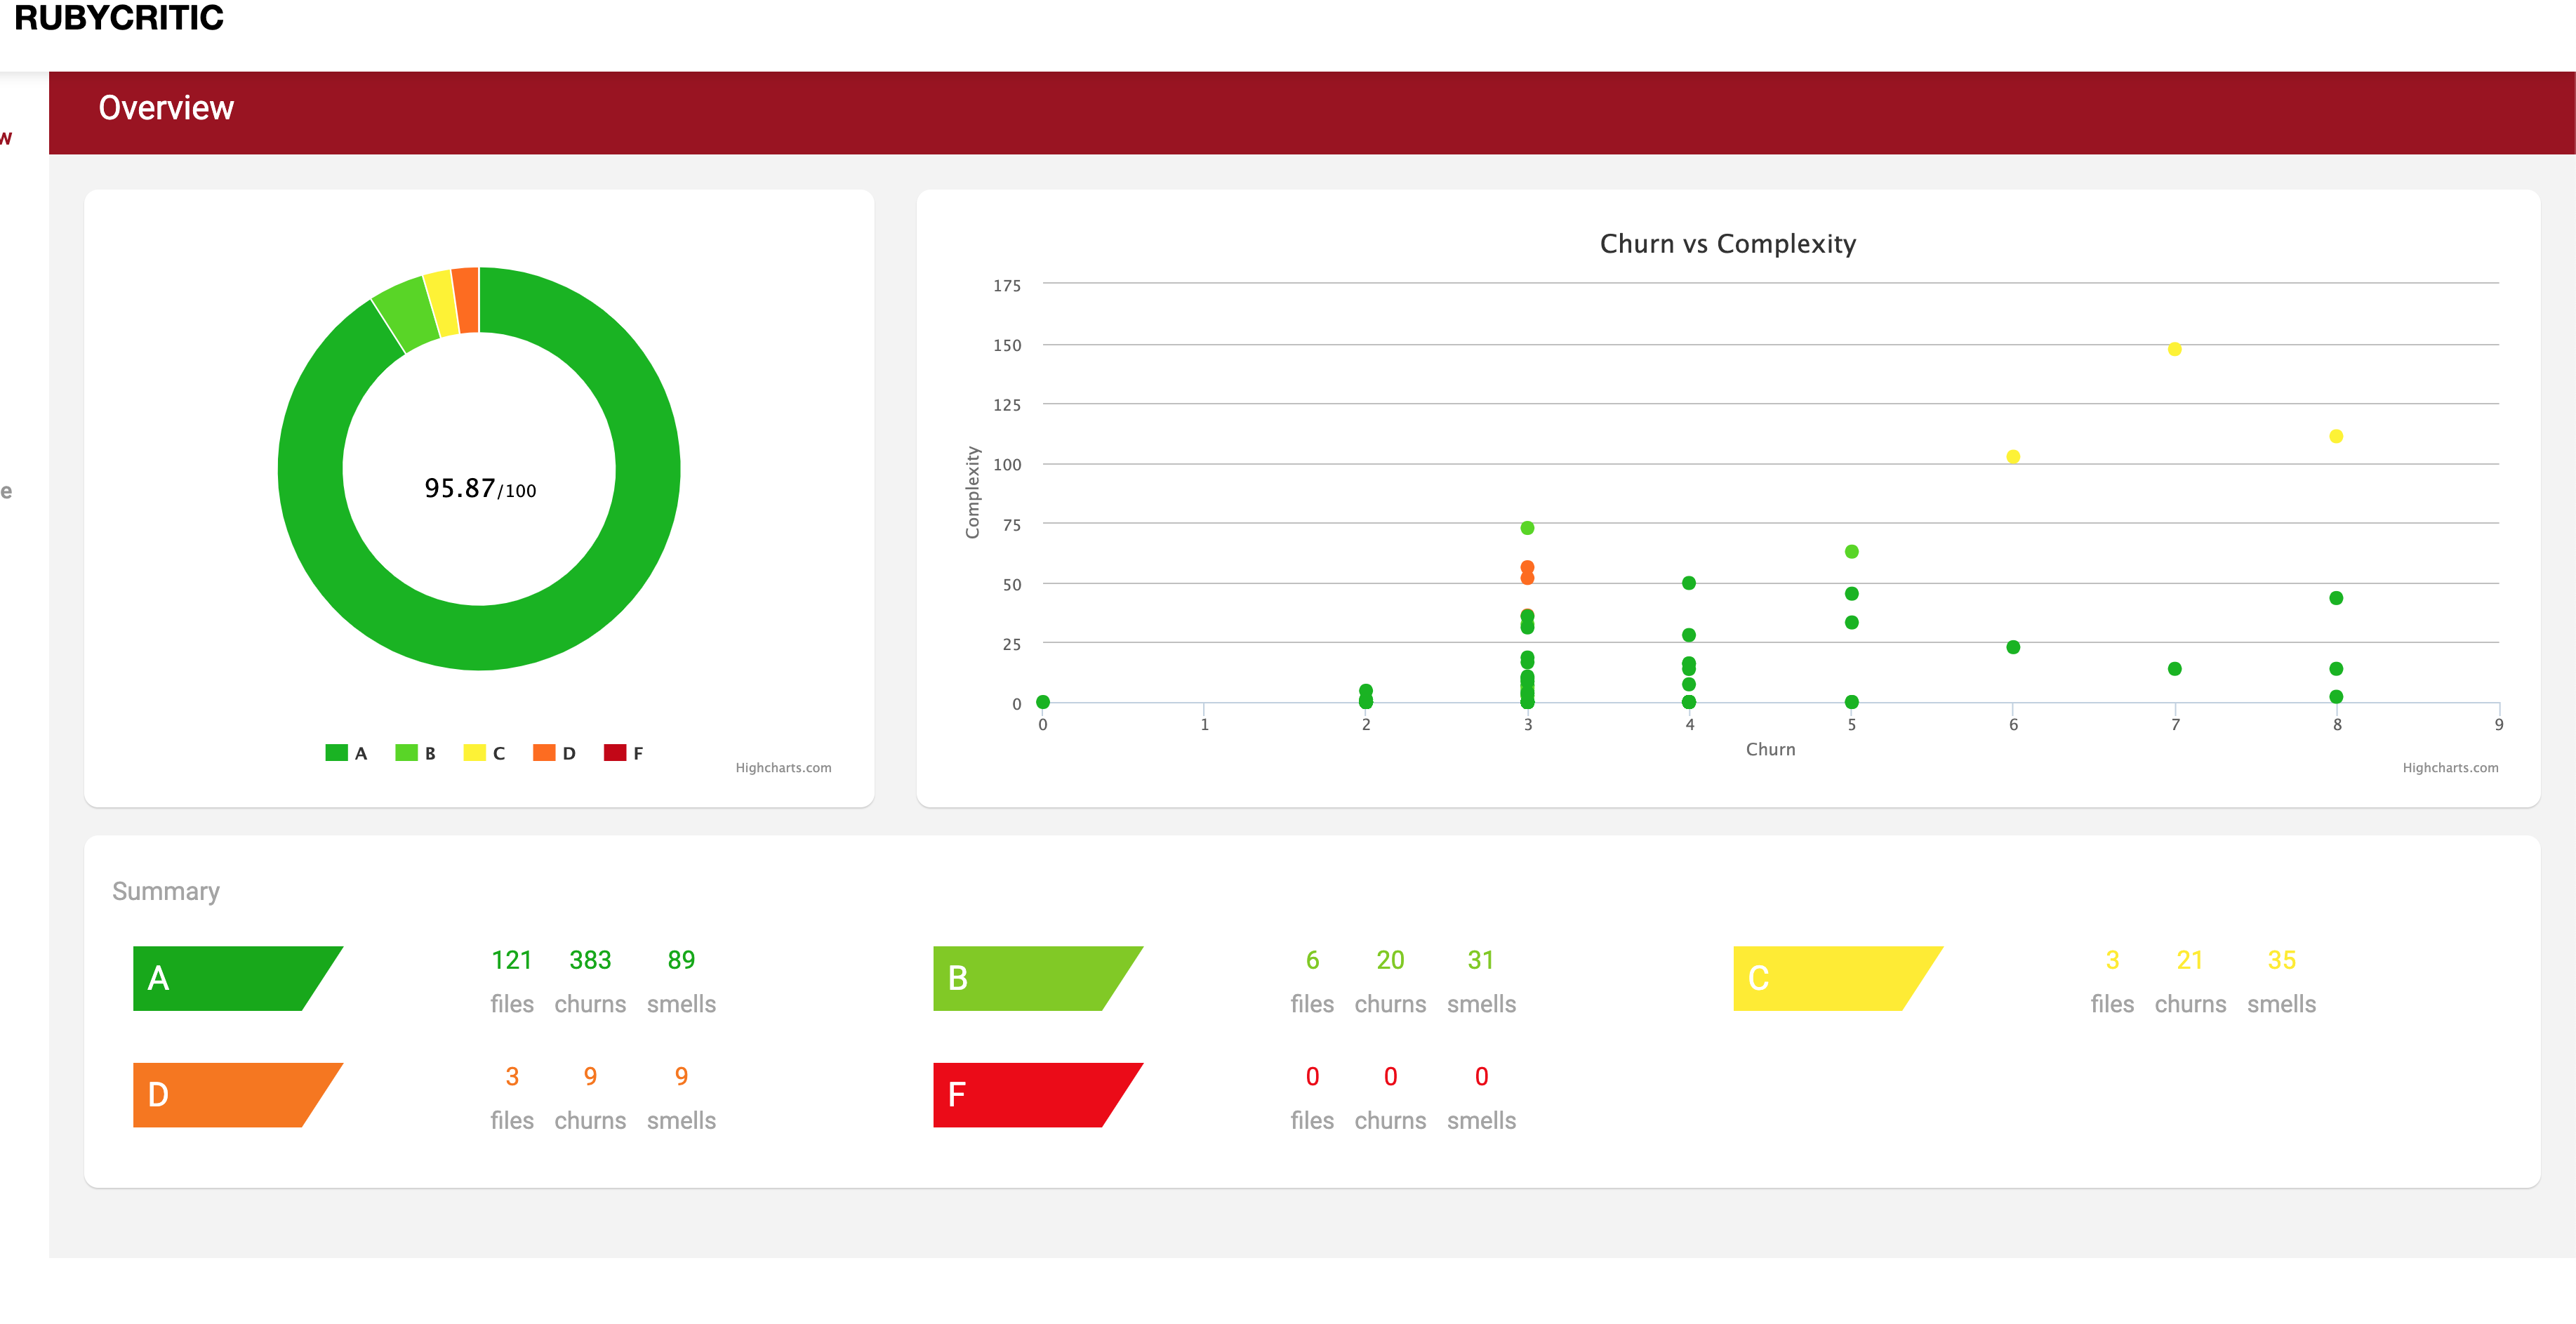 RUBYCRITIC
Overview
w
e
95.87/100
A B C D F
Highcharts.com
Churn vs Complexity
Complexity
175
150
125
100
75
50
25
0
0 1 2 3 4 5 6 7 8 9
Churn
Highcharts.com
Summary
A
121 383 89
files churns smells
B
6 20 31
files churns smells
C
3 21 35
files churns smells
D
3 9 9
files churns smells
F
0 0 0
files churns smells